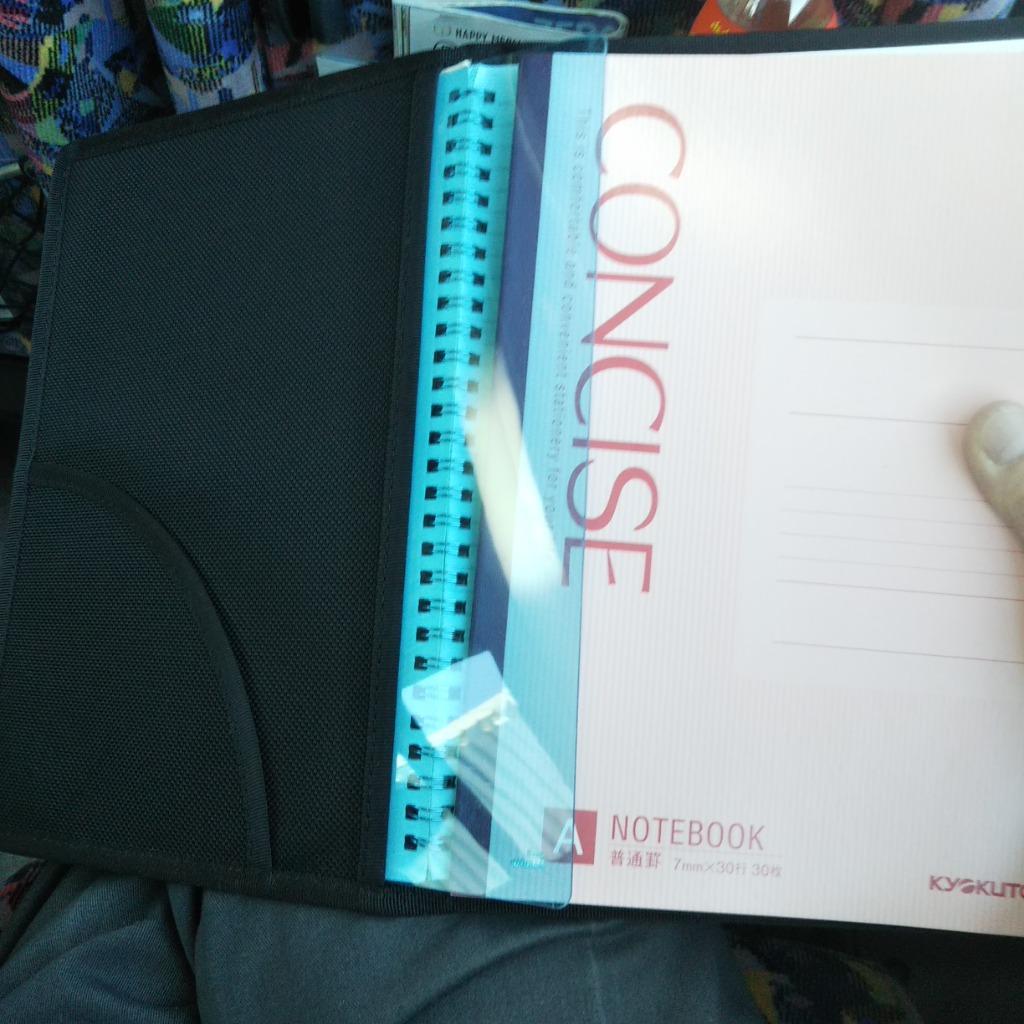 HAPPY
CONCISE
This is comfortable and convenient stationery for you
A
NOTEBOOK
普通罫 7mm×30行 30枚
KYOKUTO